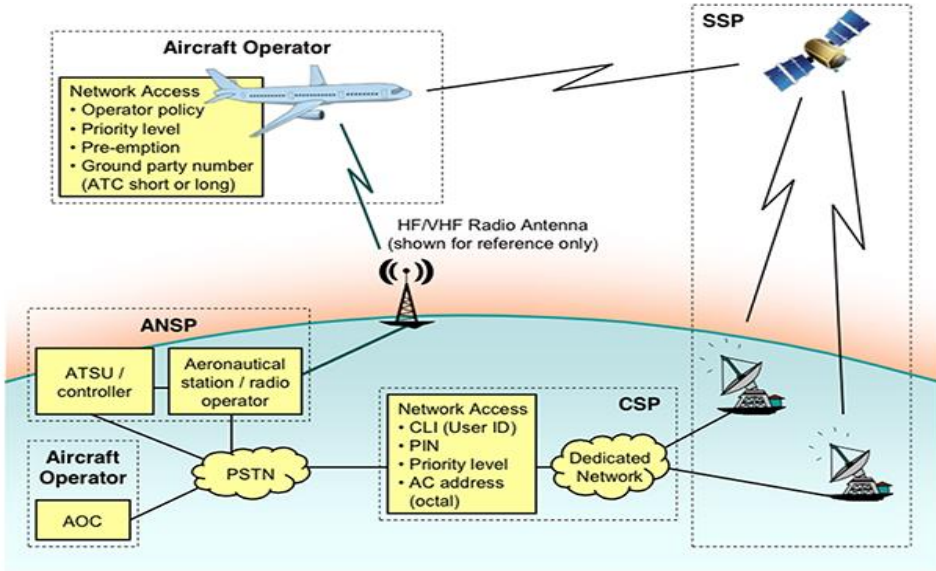 SSP
Aircraft Operator
Network Access
• Operator policy
• Priority level
• Pre-emption
• Ground party number
(ATC short or long)
HF/VHF Radio Antenna
(shown for reference only)
ANSP
ATSU /
controller
Aeronautical
station / radio
operator
CSP
Network Access
• CLI (User ID)
• PIN
• Priority level
• AC address
(octal)
Dedicated
Network
Aircraft
Operator
AOC
PSTN